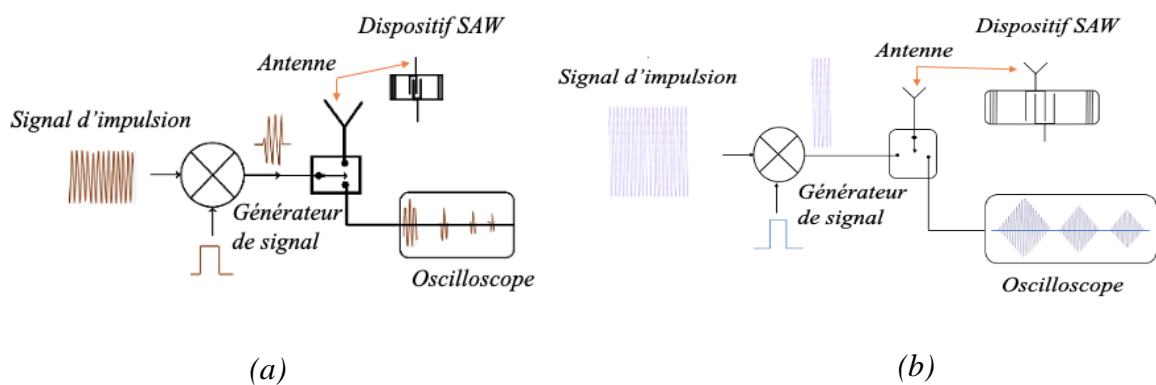 Dispositif SAW
Antenne
Signal d'impulsion
Générateur
de signal
Oscilloscope
(a)
Dispositif SAW
Antenne
Signal d'impulsion
Générateur
de signal
Oscilloscope
(b)